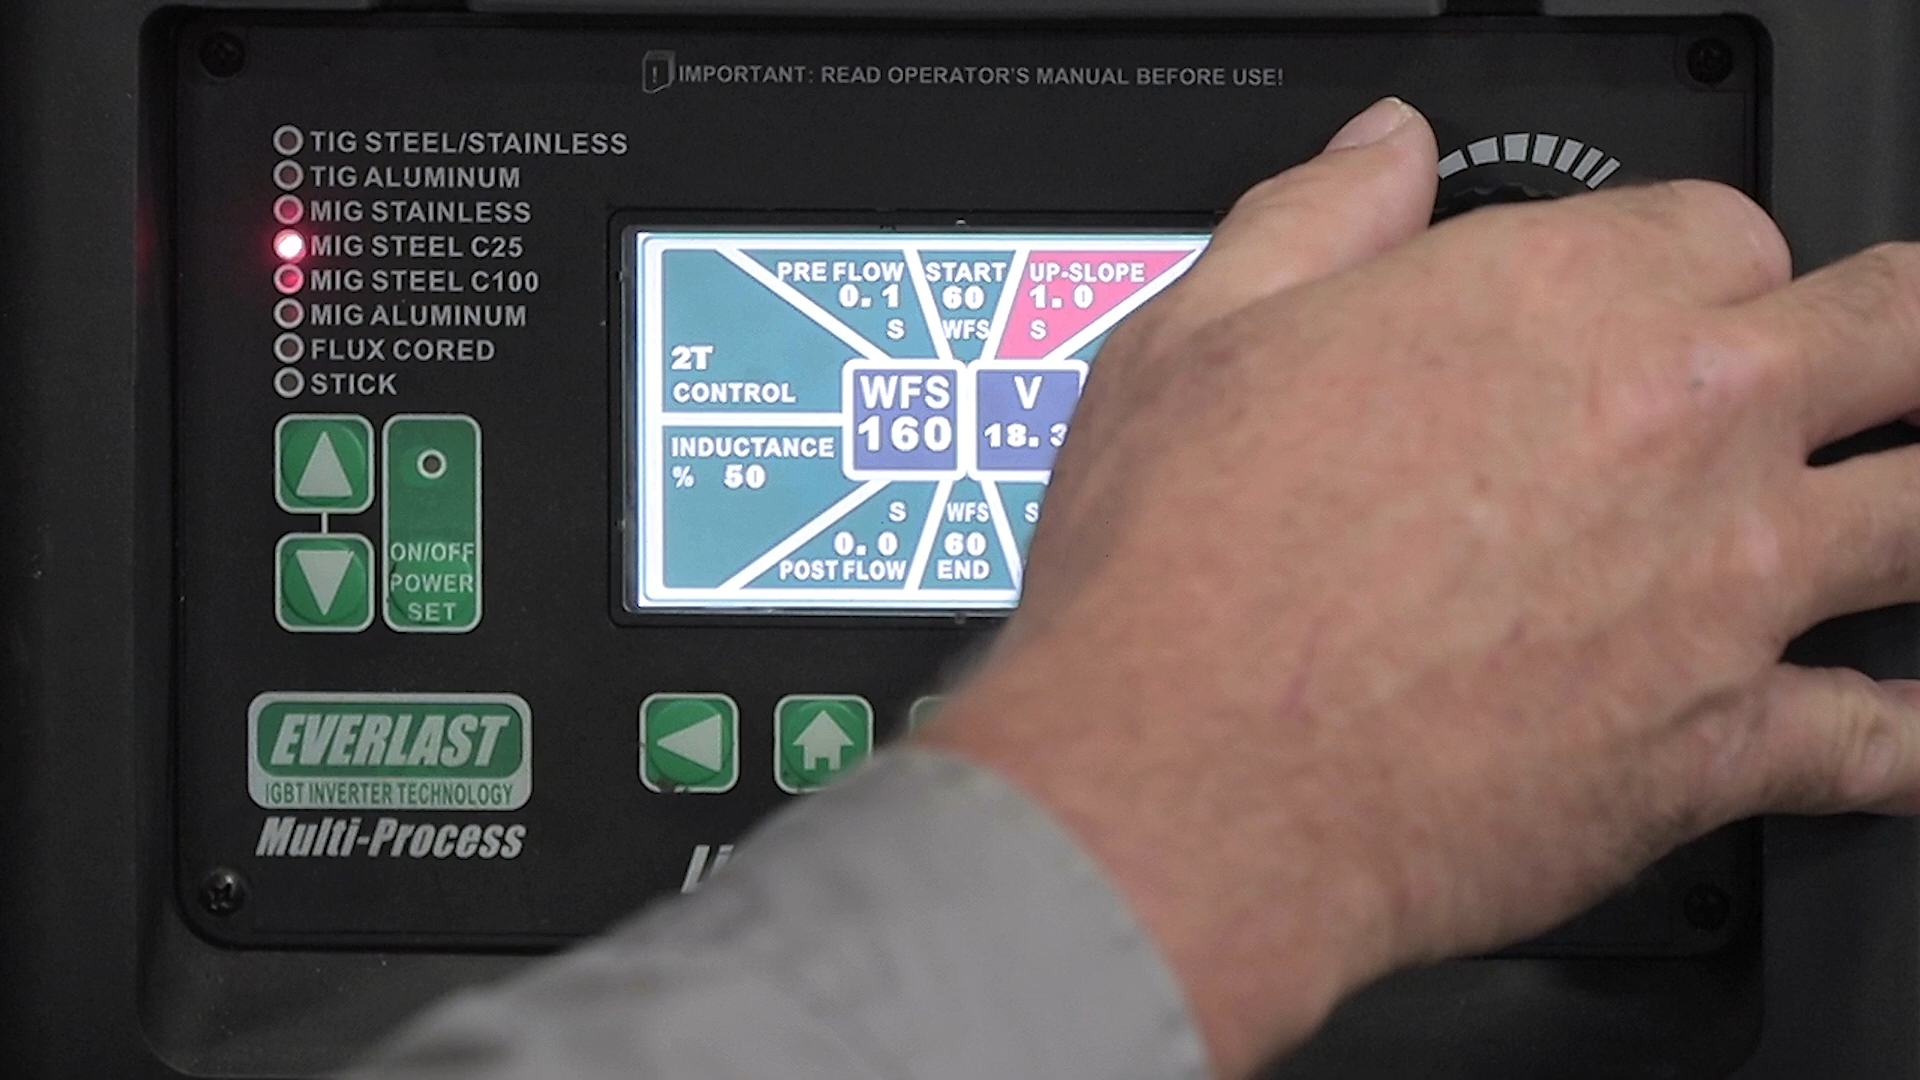 IMPORTANT: READ OPERATOR'S MANUAL BEFORE USE!
TIG STEEL/STAINLESS
TIG ALUMINUM
MIG STAINLESS
MIG STEEL C25
MIG STEEL C100
MIG ALUMINUM
FLUX CORED
STICK
ON/OFF
POWER
SET
PRE FLOW
0.1
S
START
60
WFS
UP-SLOPE
1.0
S
2T
CONTROL
WFS
160
V
18.3
INDUCTANCE
% 50
S
0.0
POST FLOW
WFS
60
END
S
EVERLAST
IGBT INVERTER TECHNOLOGY
Multi-Process